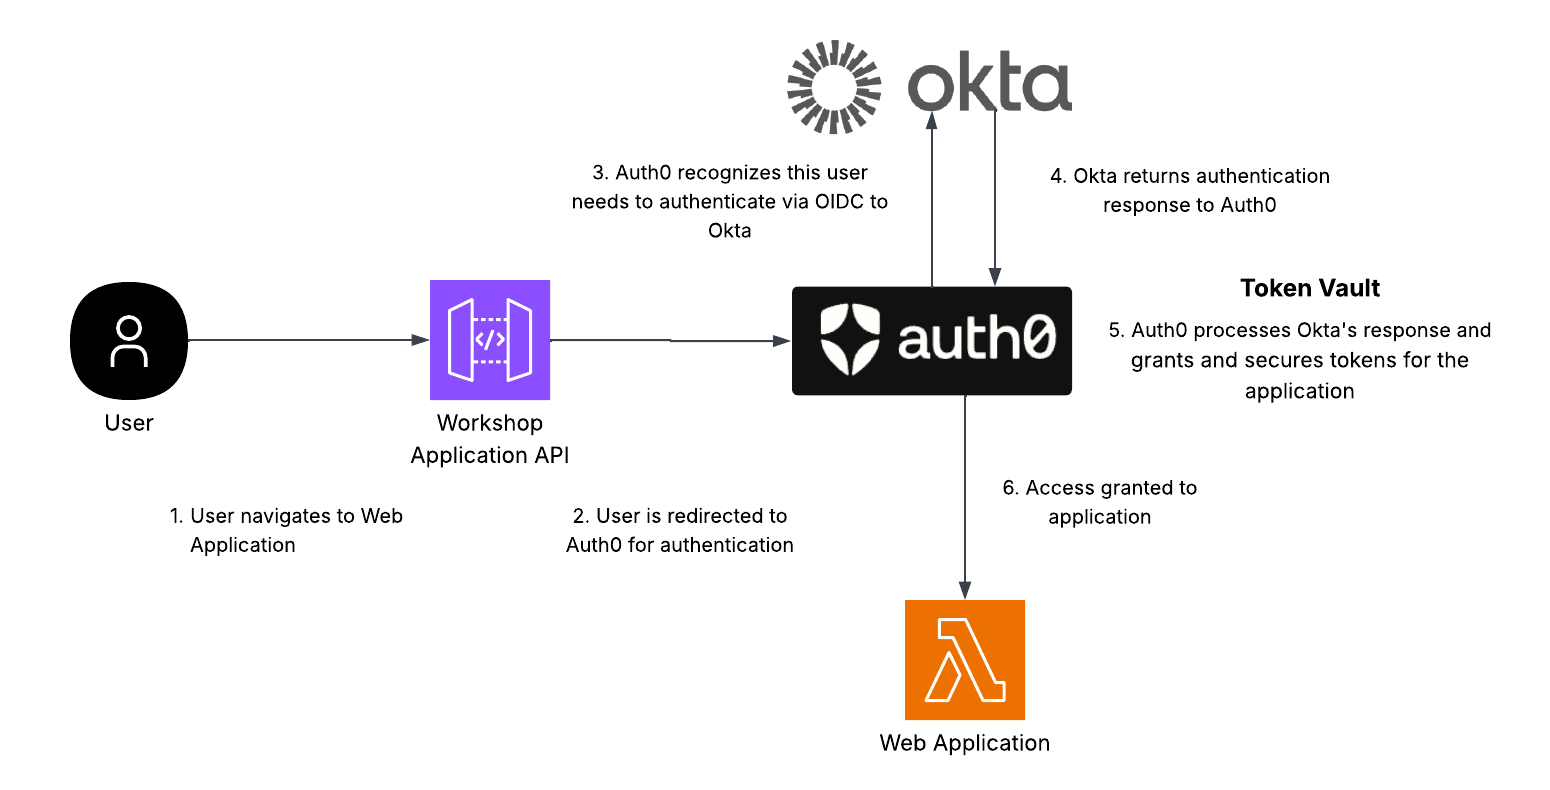 okta
3. Auth0 recognizes this user
needs to authenticate via OIDC to
Okta
4. Okta returns authentication
response to Auth0
auth0
Token Vault
5. Auth0 processes Okta's response and
grants and secures tokens for the
application
</>
User
Workshop
Application API
1. User navigates to Web
Application
2. User is redirected to
Auth0 for authentication
6. Access granted to
application
Web Application